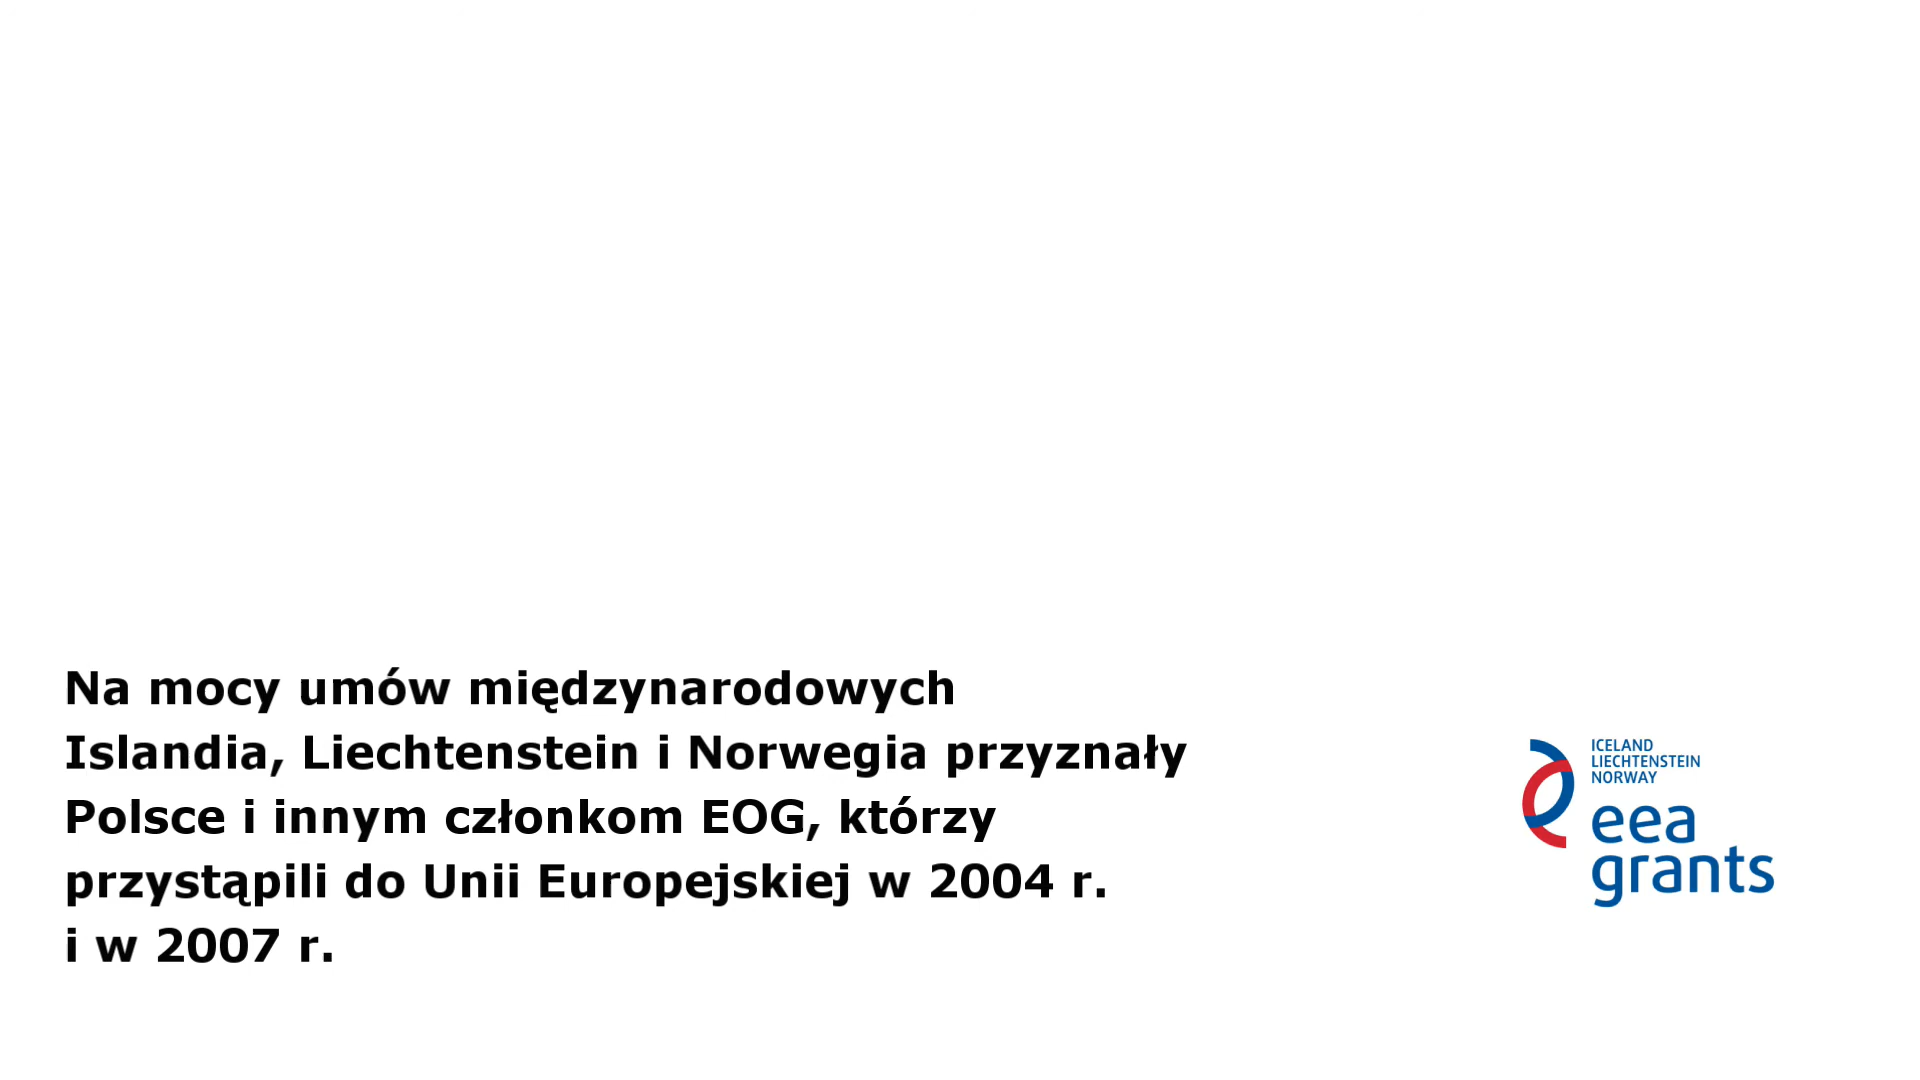 Na mocy umów międzynarodowych
Islandia, Liechtenstein i Norwegia przyznały
Polsce i innym członkom EOG, którzy
przystąpili do Unii Europejskiej w 2004 r.
i w 2007 r.
ICELAND
LIECHTENSTEIN
NORWAY
eea
grants